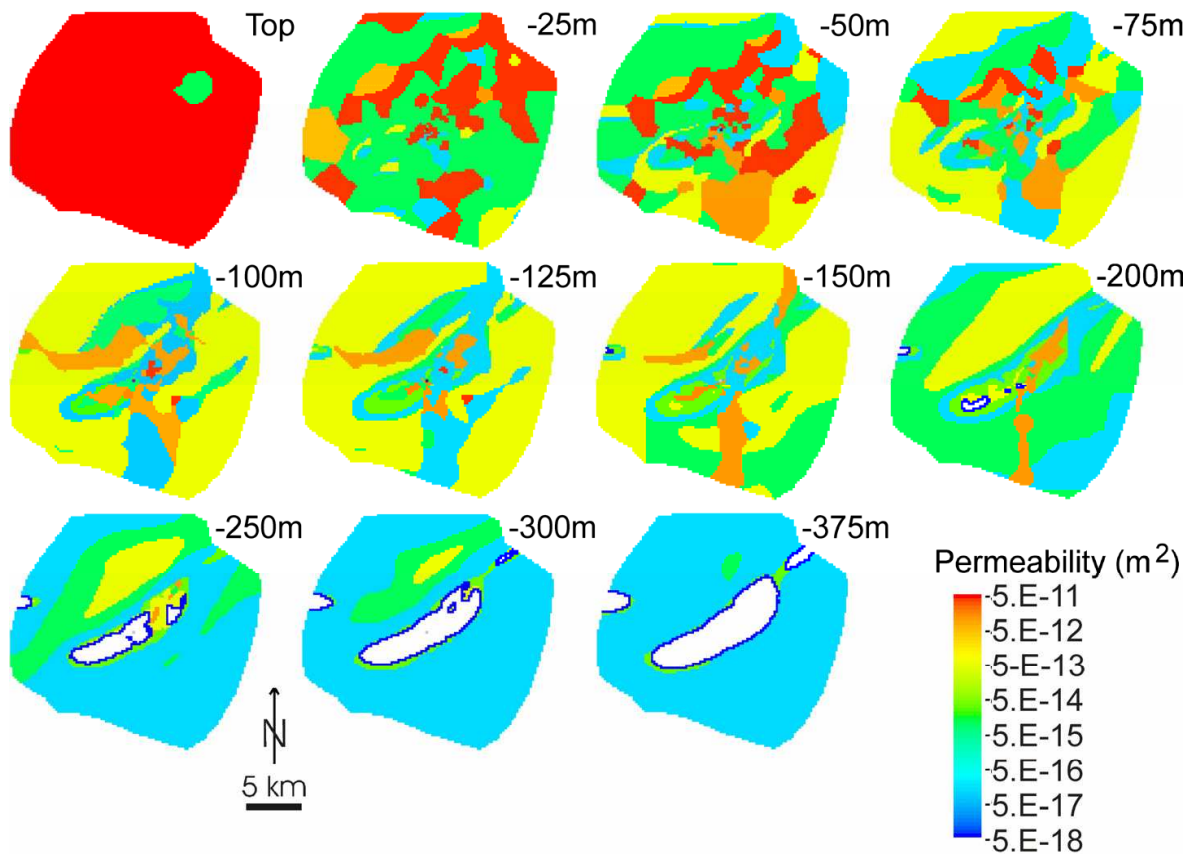 Top
-25m
-50m
-75m
-100m
-125m
-150m
-200m
-250m
-300m
-375m
Permeability (m²)
5.E-11
5.E-12
5-E-13
5.E-14
5.E-15
5.E-16
5.E-17
5.E-18
N
5 km